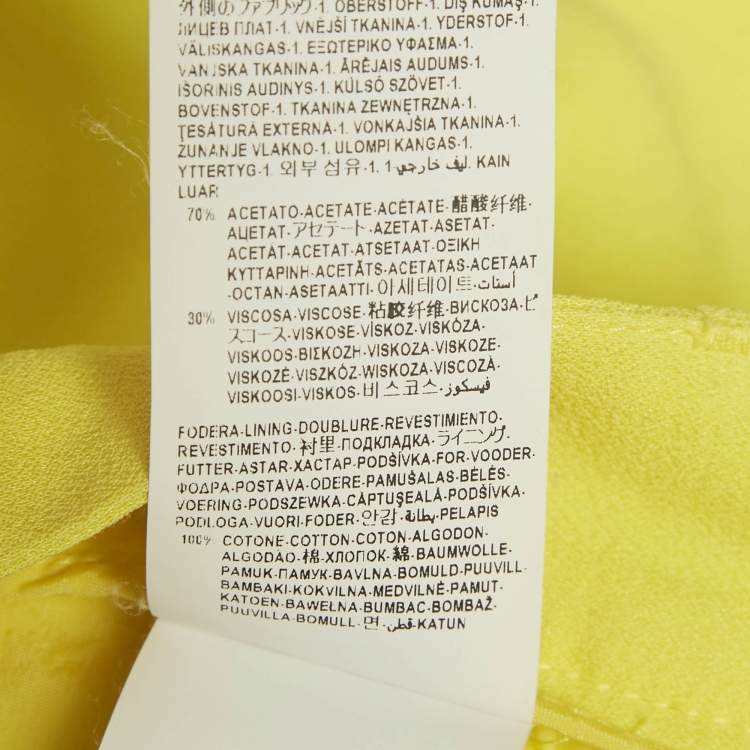 外側のファブリック-1. OBERSTOFF-1. DIŞ KUMAŞ-1.
ЛИЦЕВ ПЛАТ-1. VNĚJŠÍ TKANINA-1. YDERSTOF-1.
VÄLISKANGAS-1. ΕΞΩΤΕΡΙΚΟ ΥΦΑΣΜΑ-1.
VANJSKA TKANINA-1. ĀRĒJAIS AUDUMS-1.
IŠORINIS AUDINYS-1. KÜLSŐ SZÖVET-1.
BOVENSTOF-1. TKANINA ZEWNĘTRZNA-1.
ŢESĂTURĂ EXTERNĂ-1. VONKAJŠIA TKANINA-1.
ZUNANJE VLAKNO-1. ULOMPI KANGAS-1.
YTTERTYG-1. 외부 섬유-1. ليف خارجي-1. KAIN
LUAR
70% ACETATO-ACETATE-ACÉTATE-醋酸纤维-
АЦЕТАТ-アセテート-AZETAT-ASETAT-
АЦЕТАТ-ACETÁT-ACETAT-ATSETAAT-ΟΞΙΚΗ
ΚΥΤΤΑΡΙΝΗ-ACETĀTS-ACETATAS-ACETAAT
-OCTAN-ASETAATTI-아세테이트-أستات-
30% VISCOSA-VISCOSE-粘胶纤维-ВИСКОЗА-ビ
スコース-VISKOSE-VİSKOZ-VISKÓZA-
VISKOOS-ΒΙΣΚΟΖΗ-VISKOZA-VISKOZE-
VISKOZĖ-VISZKÓZ-WISKOZA-VISCOZĂ-
VISKOOSI-VISKOS-비스코스-فيسكوز-
FODERA-LINING-DOUBLURE-REVESTIMIENTO-
REVESTIMENTO-衬里-ПОДКЛАДКА-ライニング-
FUTTER-ASTAR-ХАСТАР-PODŠÍVKA-FOR-VOODER-
ΦΟΔΡΑ-POSTAVA-ODERE-PAMUŠALAS-BÉLÉS-
VOERING-PODSZEWKA-CĂPTUŞEALĂ-PODŠÍVKA-
PODLOGA-VUORI-FODER-안감-بطانة-PELAPIS
100% COTONE-COTTON-COTON-ALGODON-
ALGODÃO-棉-ХЛОПОК-綿-BAUMWOLLE-
PAMUK-ПАМУК-BAVLNA-BOMULD-PUUVILL-
BAMBAKI-KOKVILNA-MEDVILNĖ-PAMUT-
KATOEN-BAWEŁNA-BUMBAC-BOMBAŽ-
PUUVILLA-BOMULL-면-قطن-KATUN